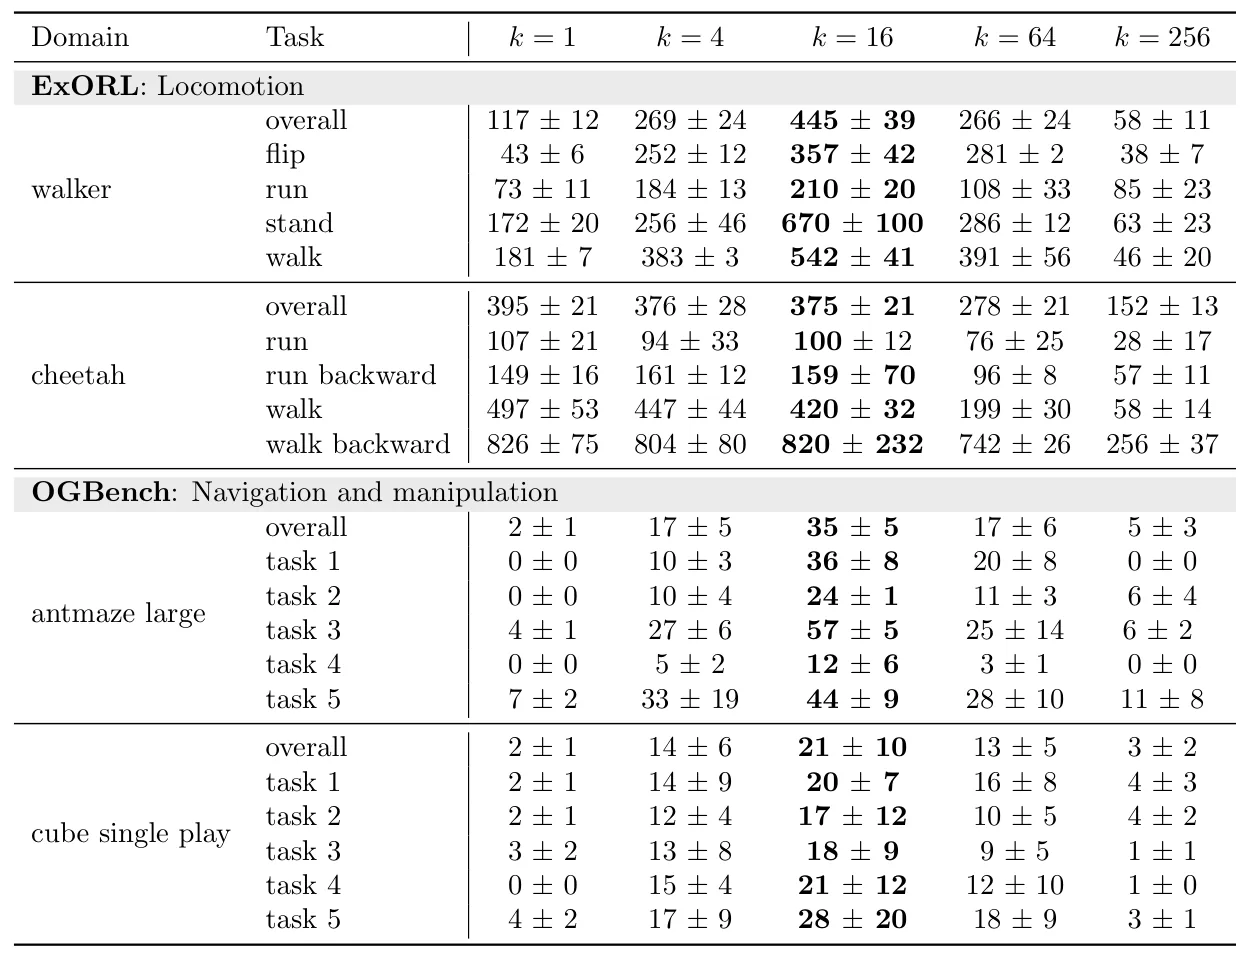 Domain Task k = 1 k = 4 k = 16 k = 64 k = 256
ExORL: Locomotion
overall 117 ± 12 269 ± 24 445 ± 39 266 ± 24 58 ± 11
flip 43 ± 6 252 ± 12 357 ± 42 281 ± 2 38 ± 7
walker run 73 ± 11 184 ± 13 210 ± 20 108 ± 33 85 ± 23
stand 172 ± 20 256 ± 46 670 ± 100 286 ± 12 63 ± 23
walk 181 ± 7 383 ± 3 542 ± 41 391 ± 56 46 ± 20
overall 395 ± 21 376 ± 28 375 ± 21 278 ± 21 152 ± 13
run 107 ± 21 94 ± 33 100 ± 12 76 ± 25 28 ± 17
cheetah run backward 149 ± 16 161 ± 12 159 ± 70 96 ± 8 57 ± 11
walk 497 ± 53 447 ± 44 420 ± 32 199 ± 30 58 ± 14
walk backward 826 ± 75 804 ± 80 820 ± 232 742 ± 26 256 ± 37
OGBench: Navigation and manipulation
overall 2 ± 1 17 ± 5 35 ± 5 17 ± 6 5 ± 3
task 1 0 ± 0 10 ± 3 36 ± 8 20 ± 8 0 ± 0
task 2 0 ± 0 10 ± 4 24 ± 1 11 ± 3 6 ± 4
antmaze large
task 3 4 ± 1 27 ± 6 57 ± 5 25 ± 14 6 ± 2
task 4 0 ± 0 5 ± 2 12 ± 6 3 ± 1 0 ± 0
task 5 7 ± 2 33 ± 19 44 ± 9 28 ± 10 11 ± 8
overall 2 ± 1 14 ± 6 21 ± 10 13 ± 5 3 ± 2
task 1 2 ± 1 14 ± 9 20 ± 7 16 ± 8 4 ± 3
task 2 2 ± 1 12 ± 4 17 ± 12 10 ± 5 4 ± 2
cube single play
task 3 3 ± 2 13 ± 8 18 ± 9 9 ± 5 1 ± 1
task 4 0 ± 0 15 ± 4 21 ± 12 12 ± 10 1 ± 0
task 5 4 ± 2 17 ± 9 28 ± 20 18 ± 9 3 ± 1